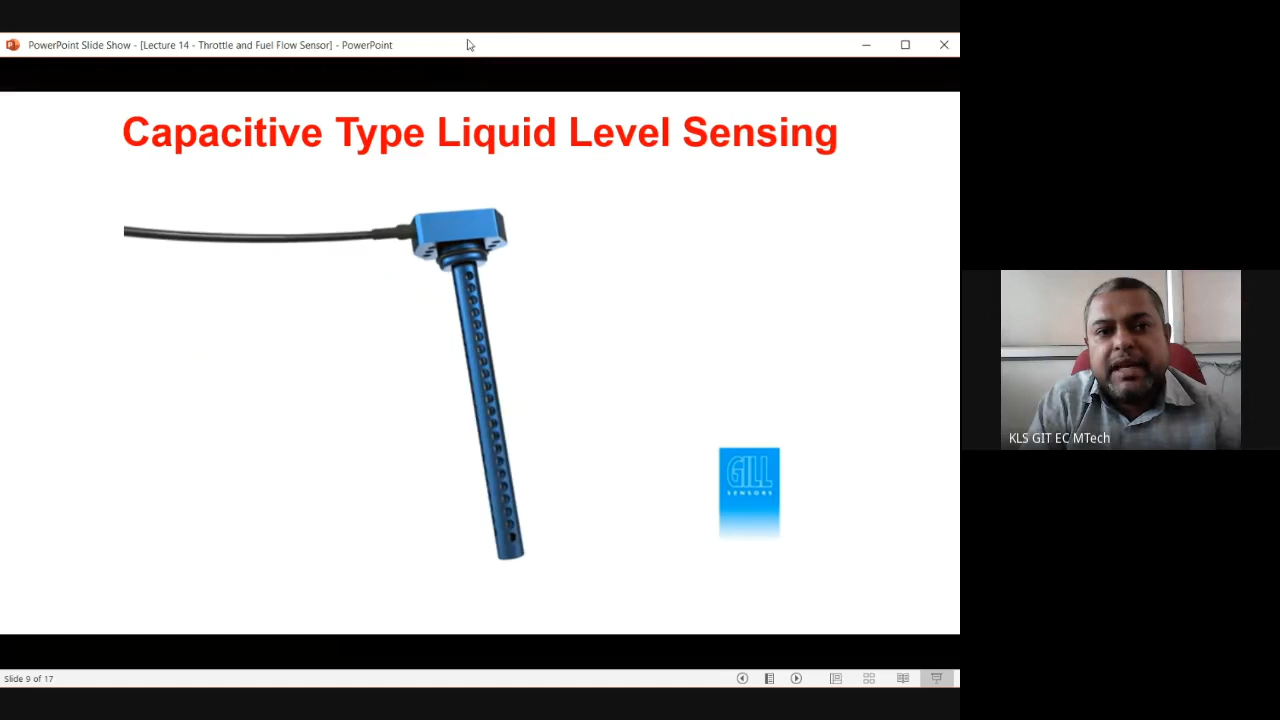 PowerPoint Slide Show - [Lecture 14 - Throttle and Fuel Flow Sensor] - PowerPoint
Capacitive Type Liquid Level Sensing
GILL
SENSORS
KLS GIT EC MTech
Slide 9 of 17